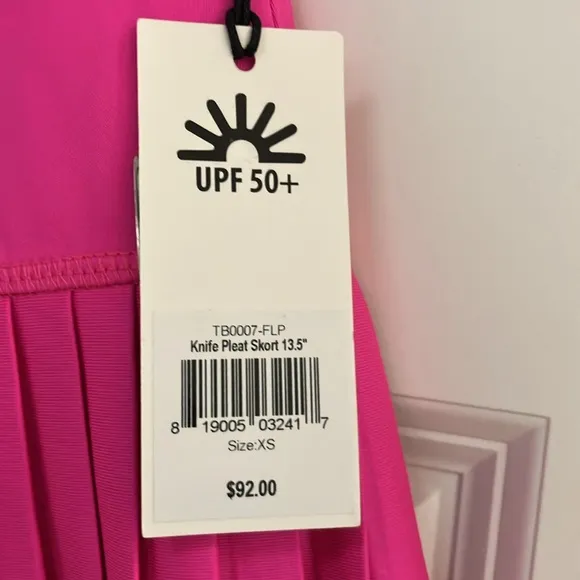 UPF 50+
TB0007-FLP
Knife Pleat Skort 13.5"
8 19005 03241 7
Size:XS
$92.00